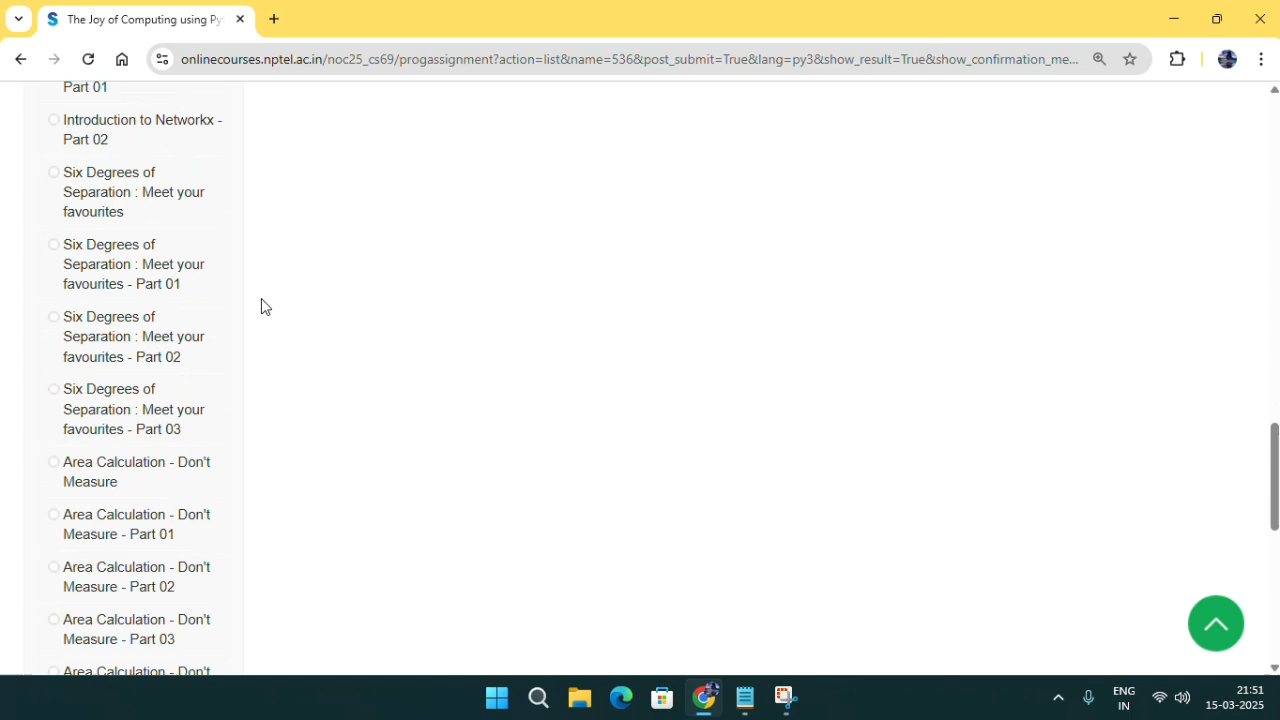 The Joy of Computing using Py
onlinecourses.nptel.ac.in/noc25_cs69/progassignment?action=list&name=536&post_submit=True&lang=py3&show_result=True&show_confirmation_me...
Part 01
Introduction to Networkx -
Part 02
Six Degrees of
Separation : Meet your
favourites
Six Degrees of
Separation : Meet your
favourites - Part 01
Six Degrees of
Separation : Meet your
favourites - Part 02
Six Degrees of
Separation : Meet your
favourites - Part 03
Area Calculation - Don't
Measure
Area Calculation - Don't
Measure - Part 01
Area Calculation - Don't
Measure - Part 02
Area Calculation - Don't
Measure - Part 03
Area Calculation - Don't
ENG
IN
21:51
15-03-2025